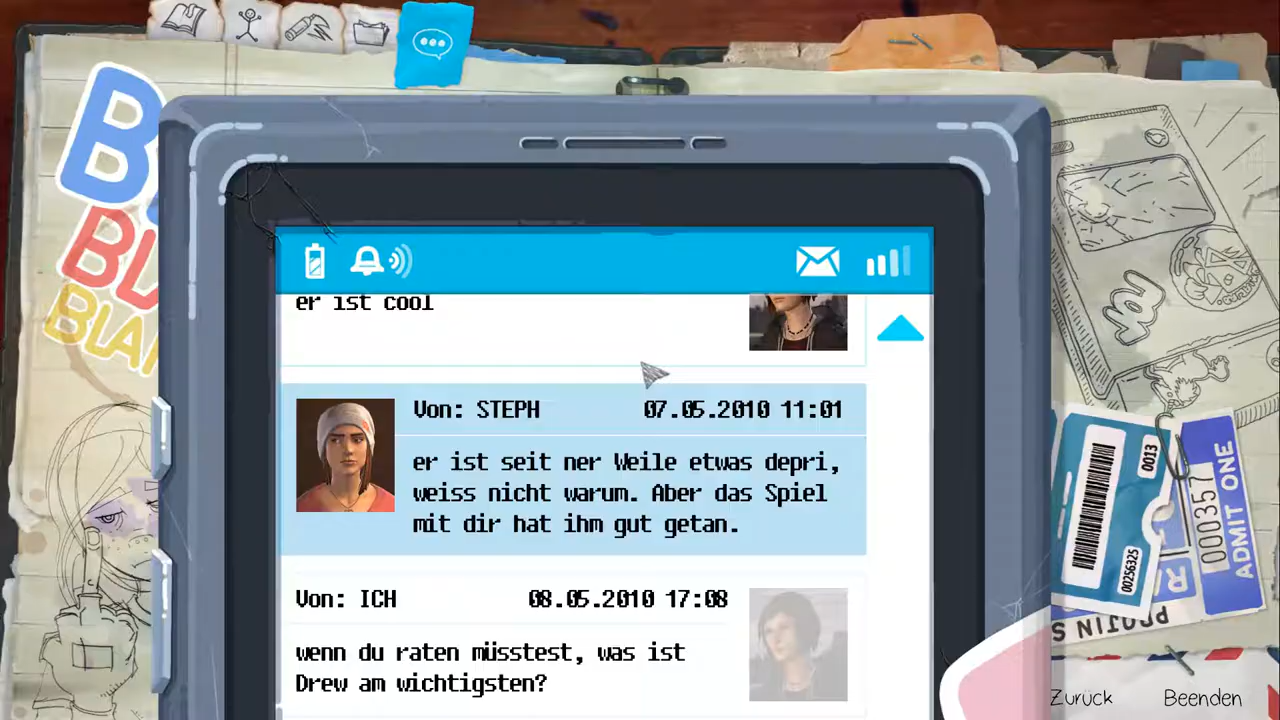 er ist cool
Von: STEPH 07.05.2010 11:01
er ist seit ner Weile etwas depri,
weiss nicht warum. Aber das Spiel
mit dir hat ihm gut getan.
Von: ICH 08.05.2010 17:08
wenn du raten müsstest, was ist
Drew am wichtigsten?
0013
00256325
000357
ADMIT ONE
Zurück
Beenden